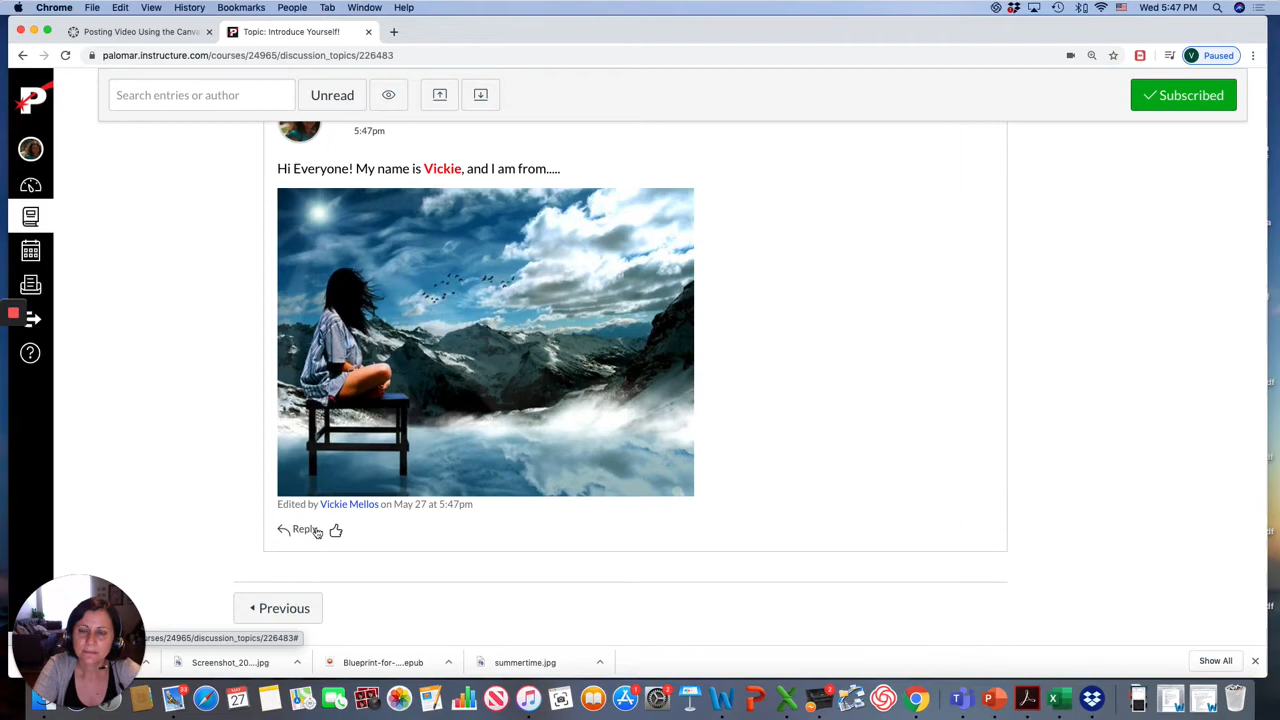 Chrome File Edit View History Bookmarks People Tab Window Help Wed 5:47 PM
Posting Video Using the Canva Topic: Introduce Yourself!
palomar.instructure.com/courses/24965/discussion_topics/226483 V Paused
P
Search entries or author Unread Subscribed
5:47pm
Hi Everyone! My name is Vickie, and I am from.....
Edited by Vickie Mellos on May 27 at 5:47pm
Reply
Previous
urses/24965/discussion_topics/226483#
Screenshot_20....jpg Blueprint-for-....epub summertime.jpg Show All